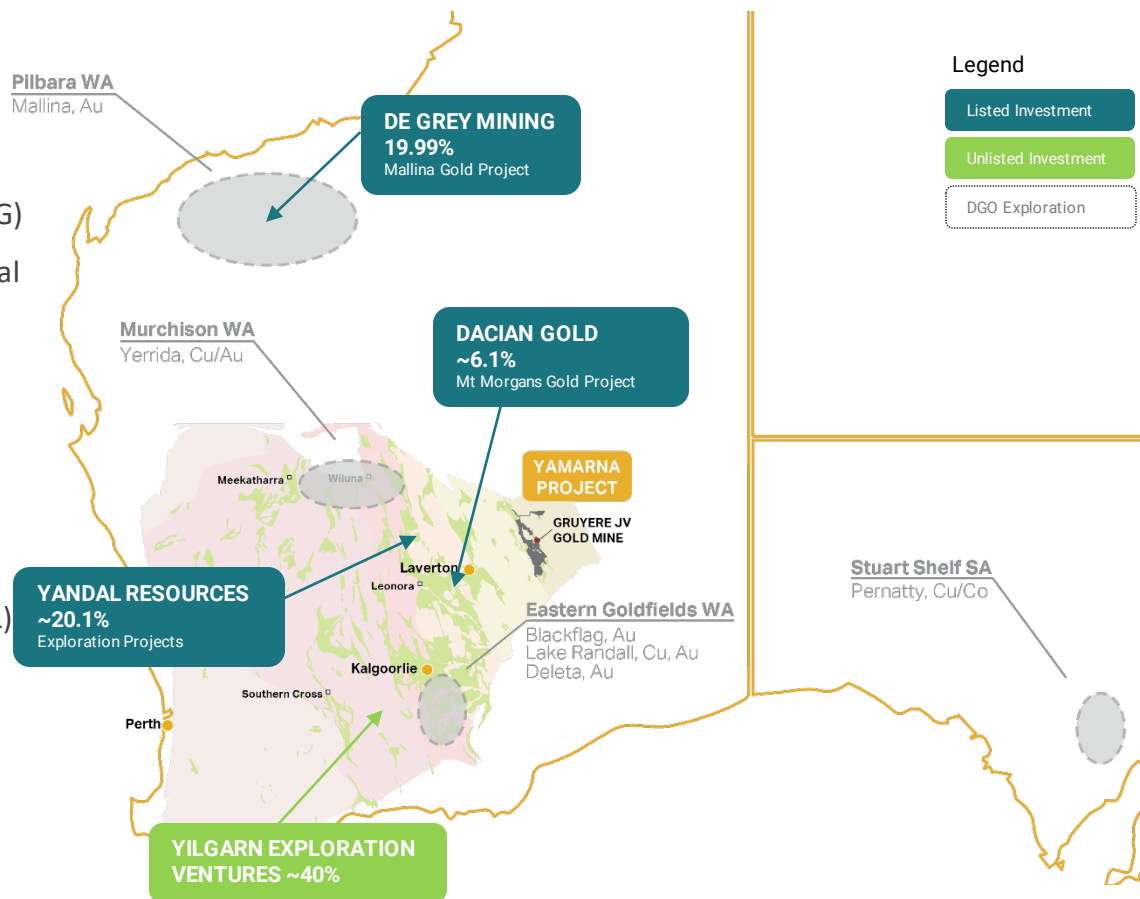 Pilbara WA
Mallina, Au
DE GREY MINING
19.99%
Mallina Gold Project
Legend
Listed Investment
Unlisted Investment
DGO Exploration
G)
al
Murchison WA
Yerrida, Cu/Au
DACIAN GOLD
~6.1%
Mt Morgans Gold Project
YAMARNA
PROJECT
Meekatharra
Wiluna
GRUYERE JV
GOLD MINE
Laverton
Leonora
YANDAL RESOURCES
~20.1%
Exploration Projects
)
Eastern Goldfields WA
Blackflag, Au
Lake Randall, Cu, Au
Deleta, Au
Stuart Shelf SA
Pernatty, Cu/Co
Kalgoorlie
Southern Cross
Perth
YILGARN EXPLORATION
VENTURES ~40%